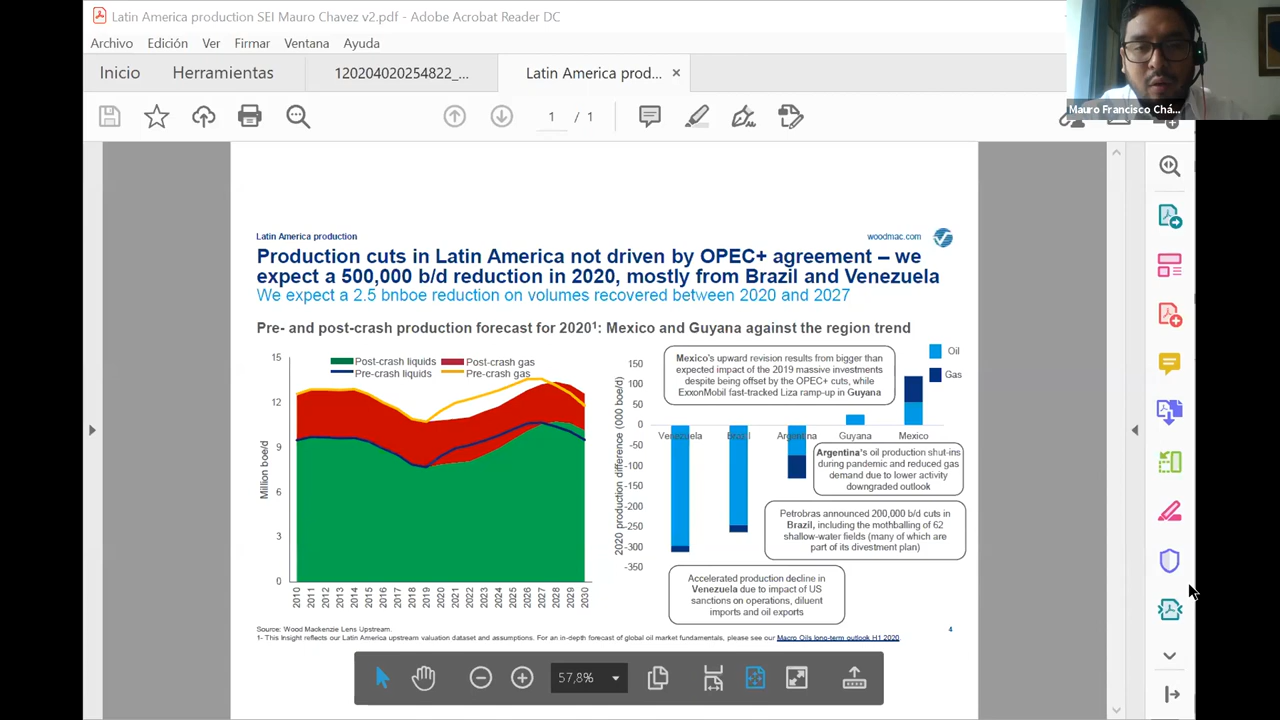 Latin America production SEI Mauro Chavez v2.pdf - Adobe Acrobat Reader DC
Archivo Edición Ver Firmar Ventana Ayuda
Inicio Herramientas 120204020254822_... Latin America prod... ×
1 / 1
Mauro Francisco Chá...
Latin America production
woodmac.com
Production cuts in Latin America not driven by OPEC+ agreement – we
expect a 500,000 b/d reduction in 2020, mostly from Brazil and Venezuela
We expect a 2.5 bnboe reduction on volumes recovered between 2020 and 2027
Pre- and post-crash production forecast for 2020¹: Mexico and Guyana against the region trend
Post-crash liquids Post-crash gas
Pre-crash liquids Pre-crash gas
Million boe/d
15
12
9
6
3
0
2010 2011 2012 2013 2014 2015 2016 2017 2018 2019 2020 2021 2022 2023 2024 2025 2026 2027 2028 2029 2030
2020 production difference (000 boe/d)
150
100
50
0
-50
-100
-150
-200
-250
-300
-350
Oil
Gas
Venezuela Brazil Argentina Guyana Mexico
Mexico's upward revision results from bigger than
expected impact of the 2019 massive investments
despite being offset by the OPEC+ cuts, while
ExxonMobil fast-tracked Liza ramp-up in Guyana
Argentina's oil production shut-ins
during pandemic and reduced gas
demand due to lower activity
downgraded outlook
Petrobras announced 200,000 b/d cuts in
Brazil, including the mothballing of 62
shallow-water fields (many of which are
part of its divestment plan)
Accelerated production decline in
Venezuela due to impact of US
sanctions on operations, diluent
imports and oil exports
Source: Wood Mackenzie Lens Upstream.
1- This Insight reflects our Latin America upstream valuation dataset and assumptions. For an in-depth forecast of global oil market fundamentals, please see our Macro Oils long-term outlook H1 2020.
4
57,8%